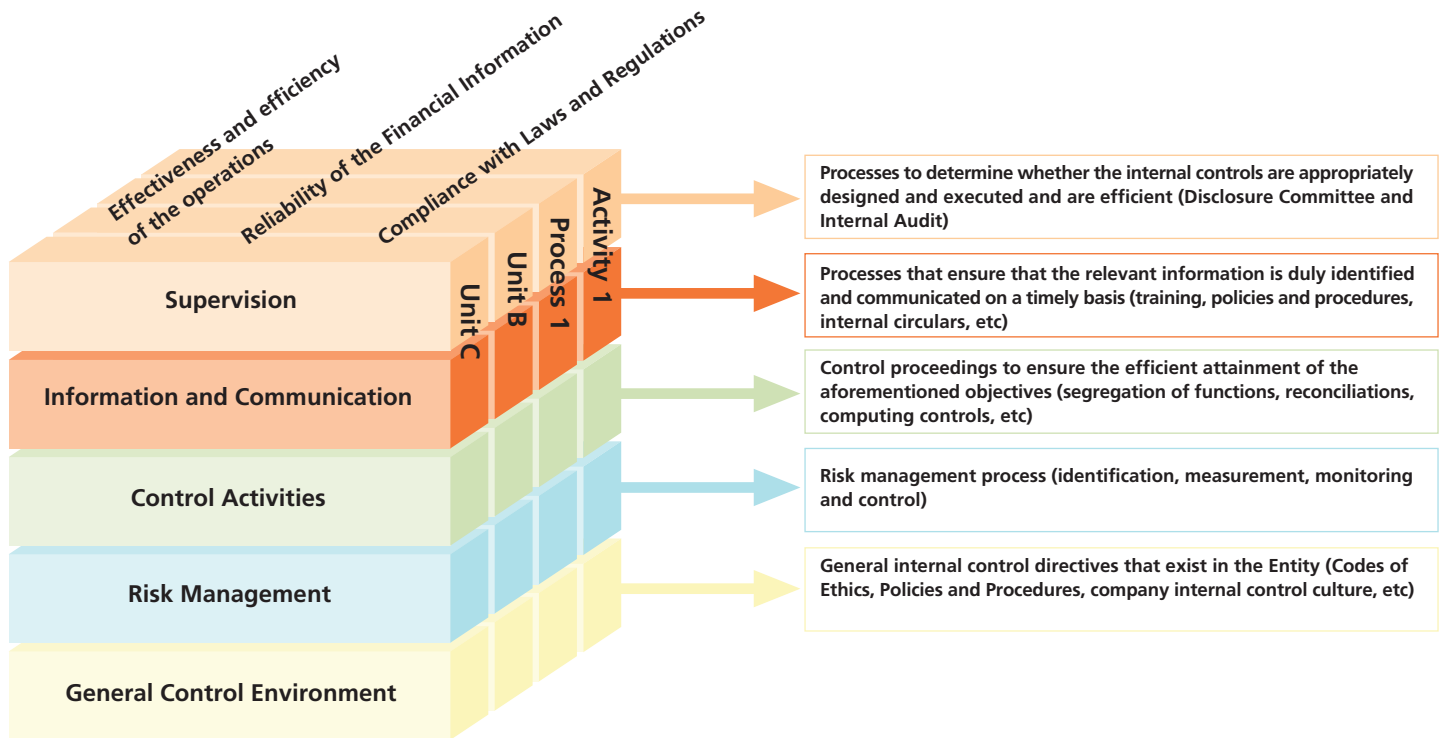 Effectiveness and efficiency
of the operations
Reliability of the Financial Information
Compliance with Laws and Regulations
Activity 1
Process 1
Unit B
Unit C
Supervision
Information and Communication
Control Activities
Risk Management
General Control Environment
Processes to determine whether the internal controls are appropriately
designed and executed and are efficient (Disclosure Committee and
Internal Audit)
Processes that ensure that the relevant information is duly identified
and communicated on a timely basis (training, policies and procedures,
internal circulars, etc)
Control proceedings to ensure the efficient attainment of the
aforementioned objectives (segregation of functions, reconciliations,
computing controls, etc)
Risk management process (identification, measurement, monitoring
and control)
General internal control directives that exist in the Entity (Codes of
Ethics, Policies and Procedures, company internal control culture, etc)